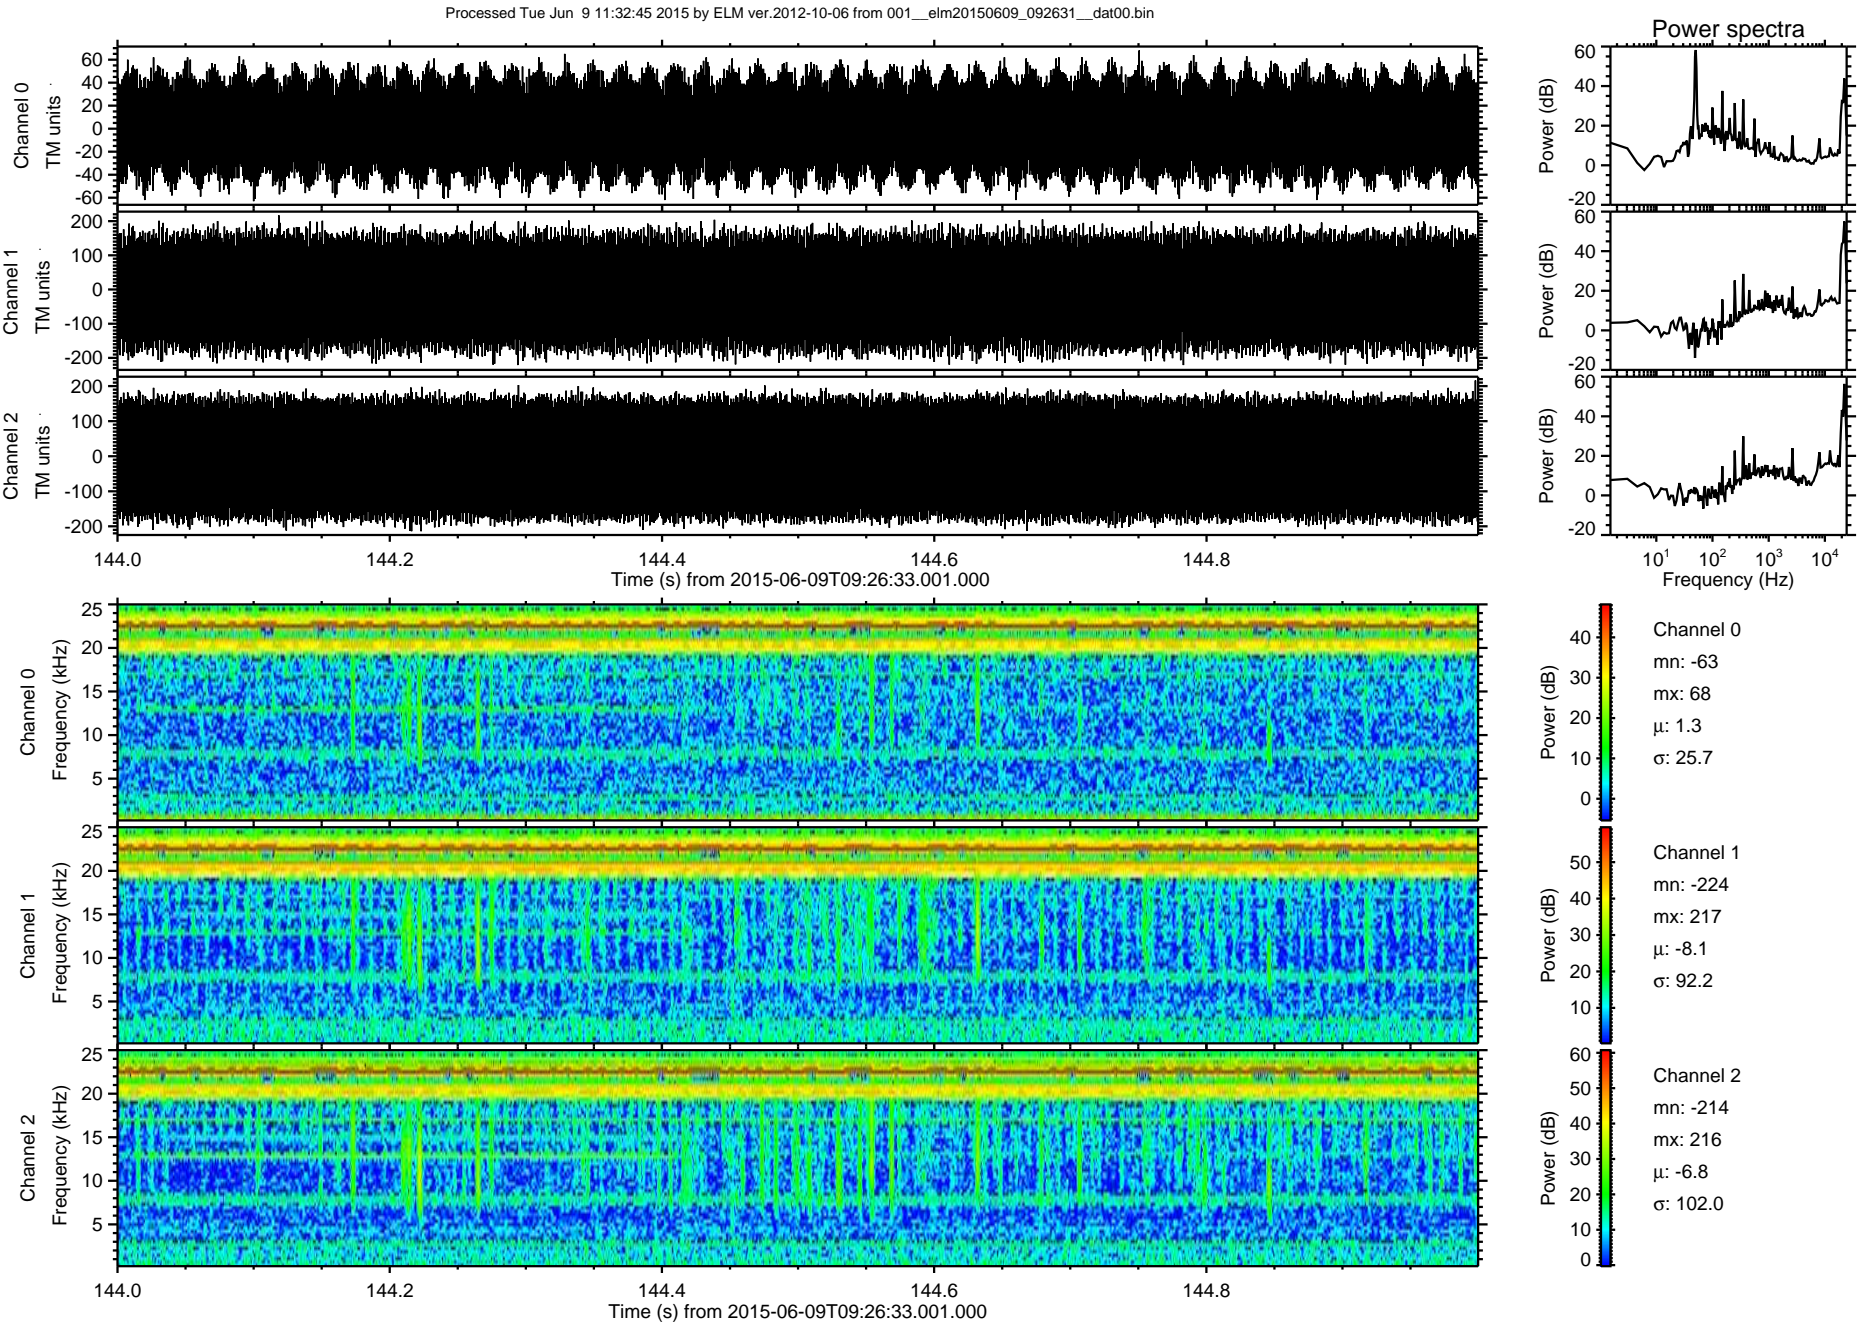 Processed Tue Jun  9 11:32:45 2015 by ELM ver.2012-10-06 from 001__elm20150609_092631__dat00.bin
Power spectra
Channel 0
TM units
60
40
20
0
-20
-40
-60
Power (dB)
60
40
20
0
-20
Channel 1
TM units
200
100
0
-100
-200
Power (dB)
60
40
20
0
-20
Channel 2
TM units
200
100
0
-100
-200
Power (dB)
60
40
20
0
-20
144.0 144.2 144.4 144.6 144.8
Time (s) from 2015-06-09T09:26:33.001.000
10^1 10^2 10^3 10^4
Frequency (Hz)
Channel 0
Frequency (kHz)
25
20
15
10
5
Power (dB)
40
30
20
10
0
Channel 0
mn: -63
mx: 68
μ: 1.3
σ: 25.7
Channel 1
Frequency (kHz)
25
20
15
10
5
Power (dB)
50
40
30
20
10
Channel 1
mn: -224
mx: 217
μ: -8.1
σ: 92.2
Channel 2
Frequency (kHz)
25
20
15
10
5
Power (dB)
60
50
40
30
20
10
0
Channel 2
mn: -214
mx: 216
μ: -6.8
σ: 102.0
144.0 144.2 144.4 144.6 144.8
Time (s) from 2015-06-09T09:26:33.001.000